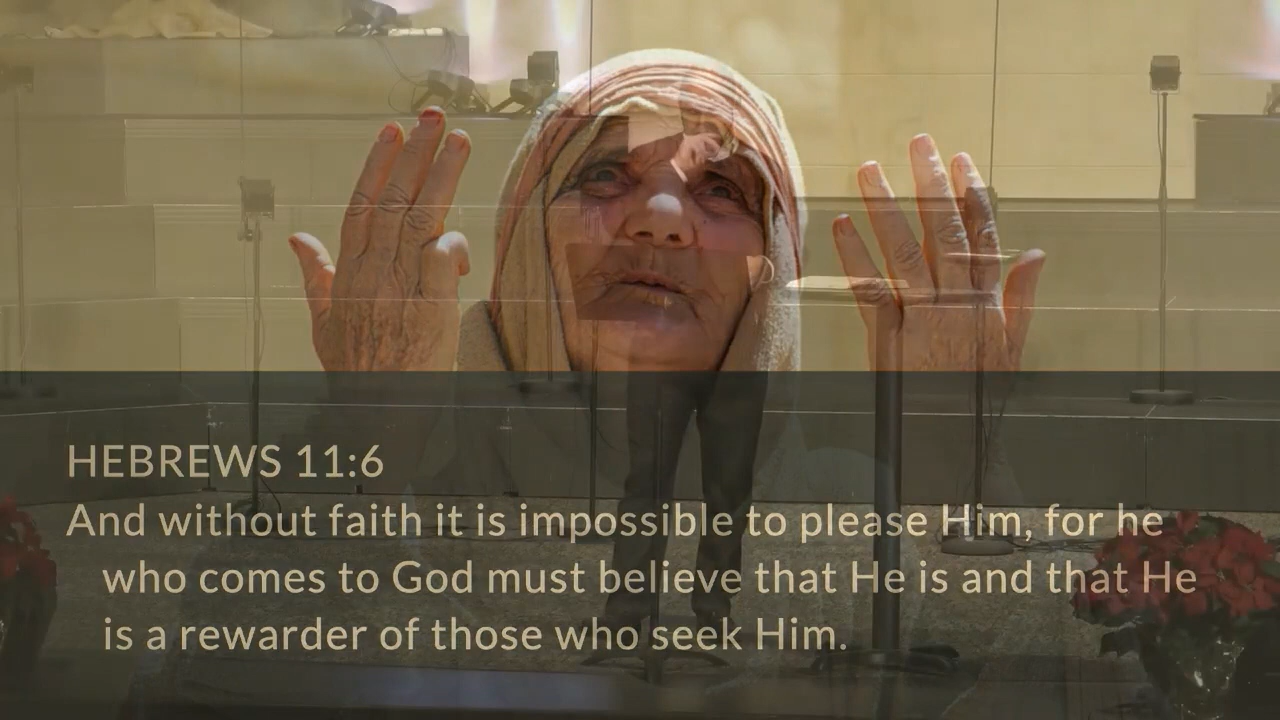 HEBREWS 11:6
And without faith it is impossible to please Him, for he
who comes to God must believe that He is and that He
is a rewarder of those who seek Him.